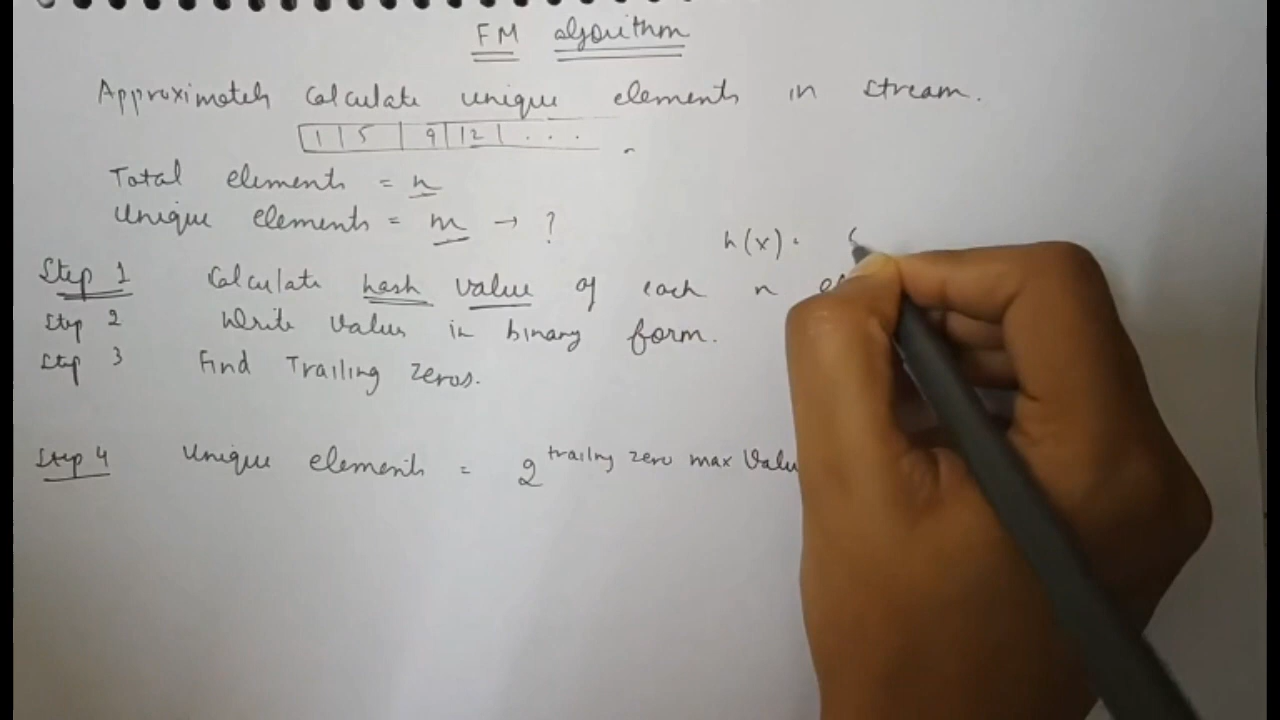 FM algorithm
Approximately calculate unique elements in stream.
1 5 9 12 . . .
Total elements = n
Unique elements = m → ?
h(x) =
Step 1 Calculate hash value of each n
Step 2 Write value in binary form.
Step 3 Find Trailing zeros.
Step 4 Unique elements = 2 trailing zero max